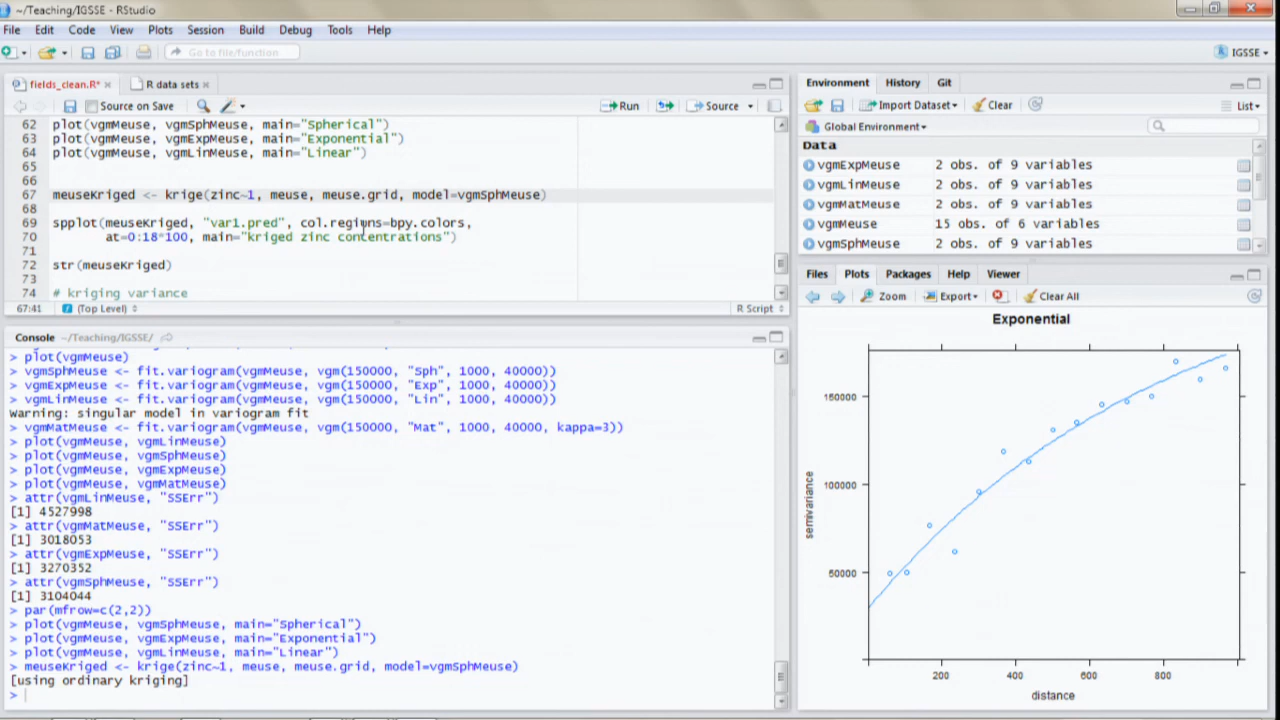 ~/Teaching/IGSSE - RStudio
File Edit Code View Plots Session Build Debug Tools Help
Go to file/function
IGSSE
fields_clean.R* R data sets
Source on Save Run Source
62 plot(vgmMeuse, vgmSphMeuse, main="Spherical")
63 plot(vgmMeuse, vgmExpMeuse, main="Exponential")
64 plot(vgmMeuse, vgmLinMeuse, main="Linear")
65
66
67 meuseKriged <- krige(zinc~1, meuse, meuse.grid, model=vgmSphMeuse)
68
69 spplot(meuseKriged, "var1.pred", col.regions=bpy.colors,
70 at=0:18*100, main="kriged zinc concentrations")
71
72 str(meuseKriged)
73
74 # kriging variance
67:41 (Top Level) R Script
Console ~/Teaching/IGSSE/
> plot(vgmMeuse)
> vgmSphMeuse <- fit.variogram(vgmMeuse, vgm(150000, "Sph", 1000, 40000))
> vgmExpMeuse <- fit.variogram(vgmMeuse, vgm(150000, "Exp", 1000, 40000))
> vgmLinMeuse <- fit.variogram(vgmMeuse, vgm(150000, "Lin", 1000, 40000))
Warning: singular model in variogram fit
> vgmMatMeuse <- fit.variogram(vgmMeuse, vgm(150000, "Mat", 1000, 40000, kappa=3))
> plot(vgmMeuse, vgmLinMeuse)
> plot(vgmMeuse, vgmSphMeuse)
> plot(vgmMeuse, vgmExpMeuse)
> plot(vgmMeuse, vgmMatMeuse)
> attr(vgmLinMeuse, "SSErr")
[1] 4527998
> attr(vgmMatMeuse, "SSErr")
[1] 3018053
> attr(vgmExpMeuse, "SSErr")
[1] 3270352
> attr(vgmSphMeuse, "SSErr")
[1] 3104044
> par(mfrow=c(2,2))
> plot(vgmMeuse, vgmSphMeuse, main="Spherical")
> plot(vgmMeuse, vgmExpMeuse, main="Exponential")
> plot(vgmMeuse, vgmLinMeuse, main="Linear")
> meuseKriged <- krige(zinc~1, meuse, meuse.grid, model=vgmSphMeuse)
[using ordinary kriging]
>
Environment History Git
Import Dataset Clear List
Global Environment
Data
vgmExpMeuse 2 obs. of 9 variables
vgmLinMeuse 2 obs. of 9 variables
vgmMatMeuse 2 obs. of 9 variables
vgmMeuse 15 obs. of 6 variables
vgmSphMeuse 2 obs. of 9 variables
Files Plots Packages Help Viewer
Zoom Export Clear All
Exponential
150000
100000
50000
semivariance
200 400 600 800
distance